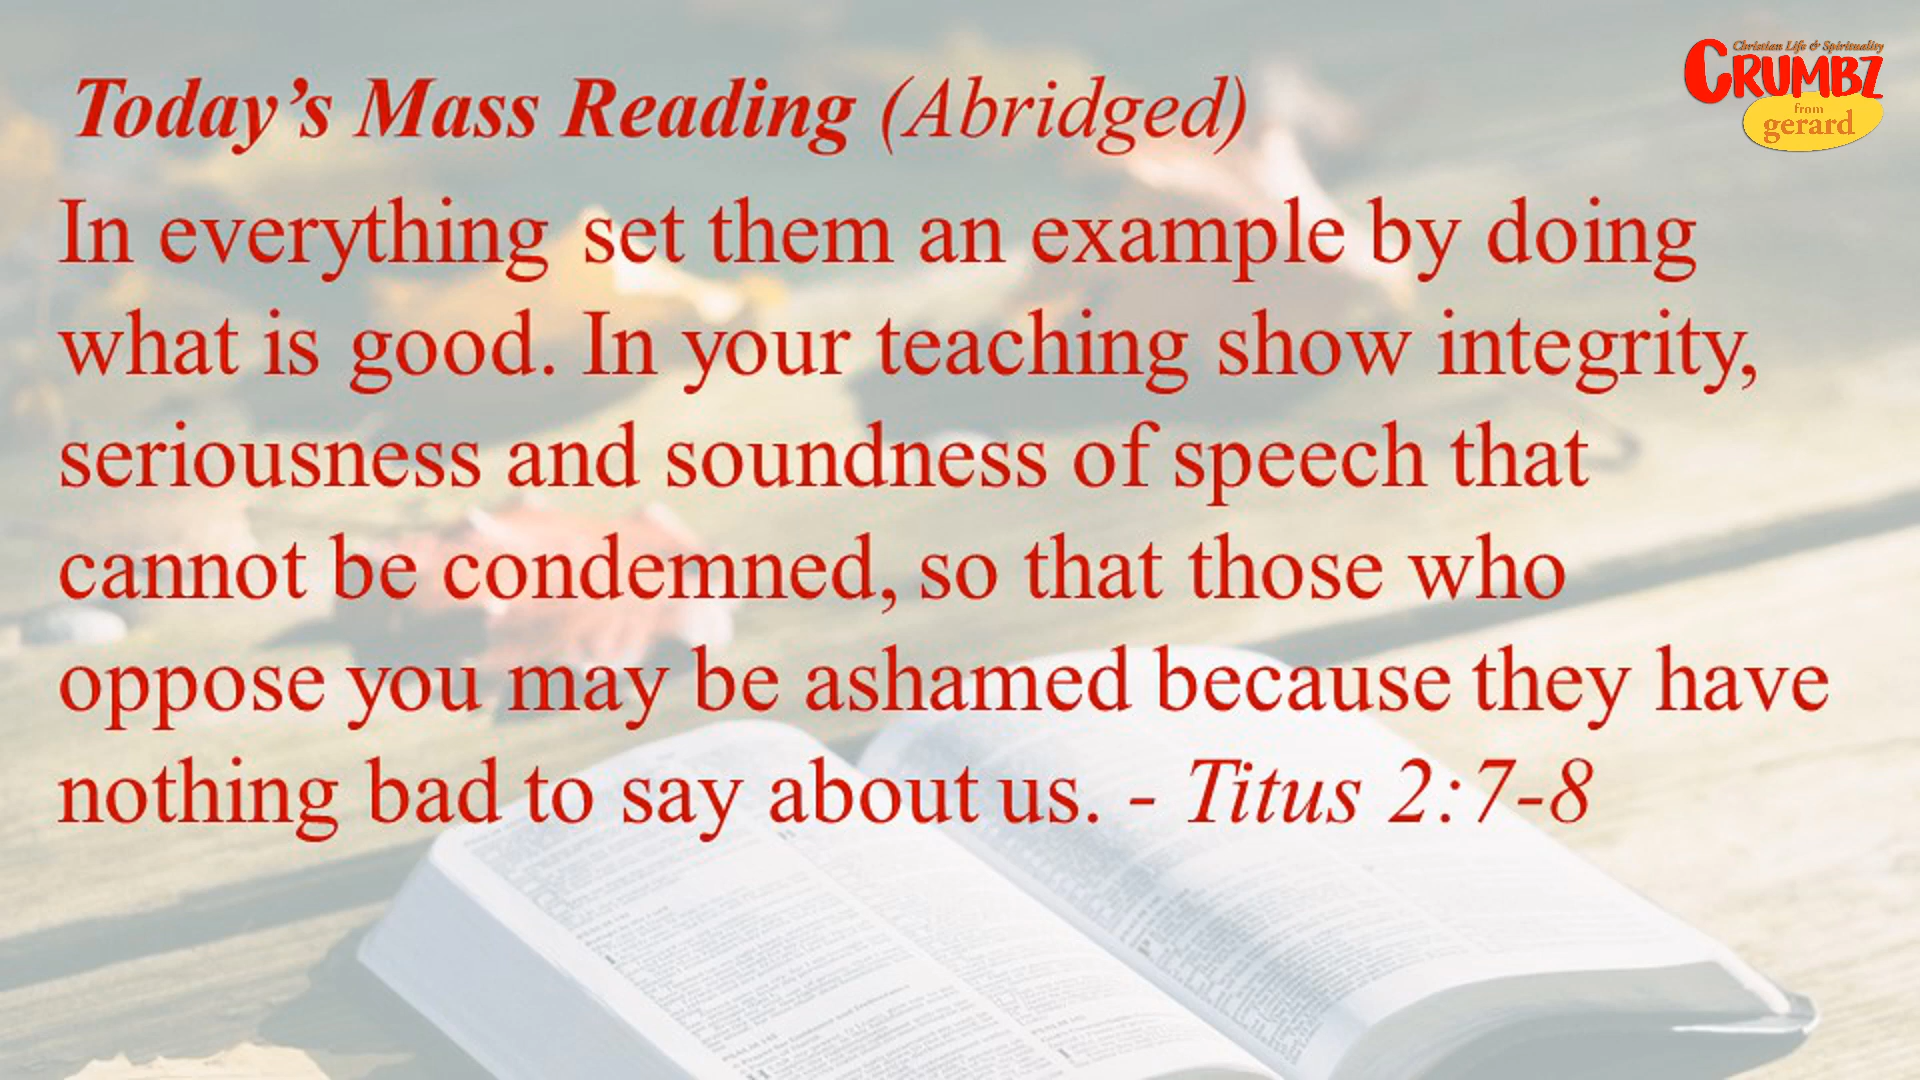 Christian Life & Spirituality
CRUMBZ
from
gerard
Today’s Mass Reading (Abridged)
In everything set them an example by doing
what is good. In your teaching show integrity,
seriousness and soundness of speech that
cannot be condemned, so that those who
oppose you may be ashamed because they have
nothing bad to say about us. - Titus 2:7-8